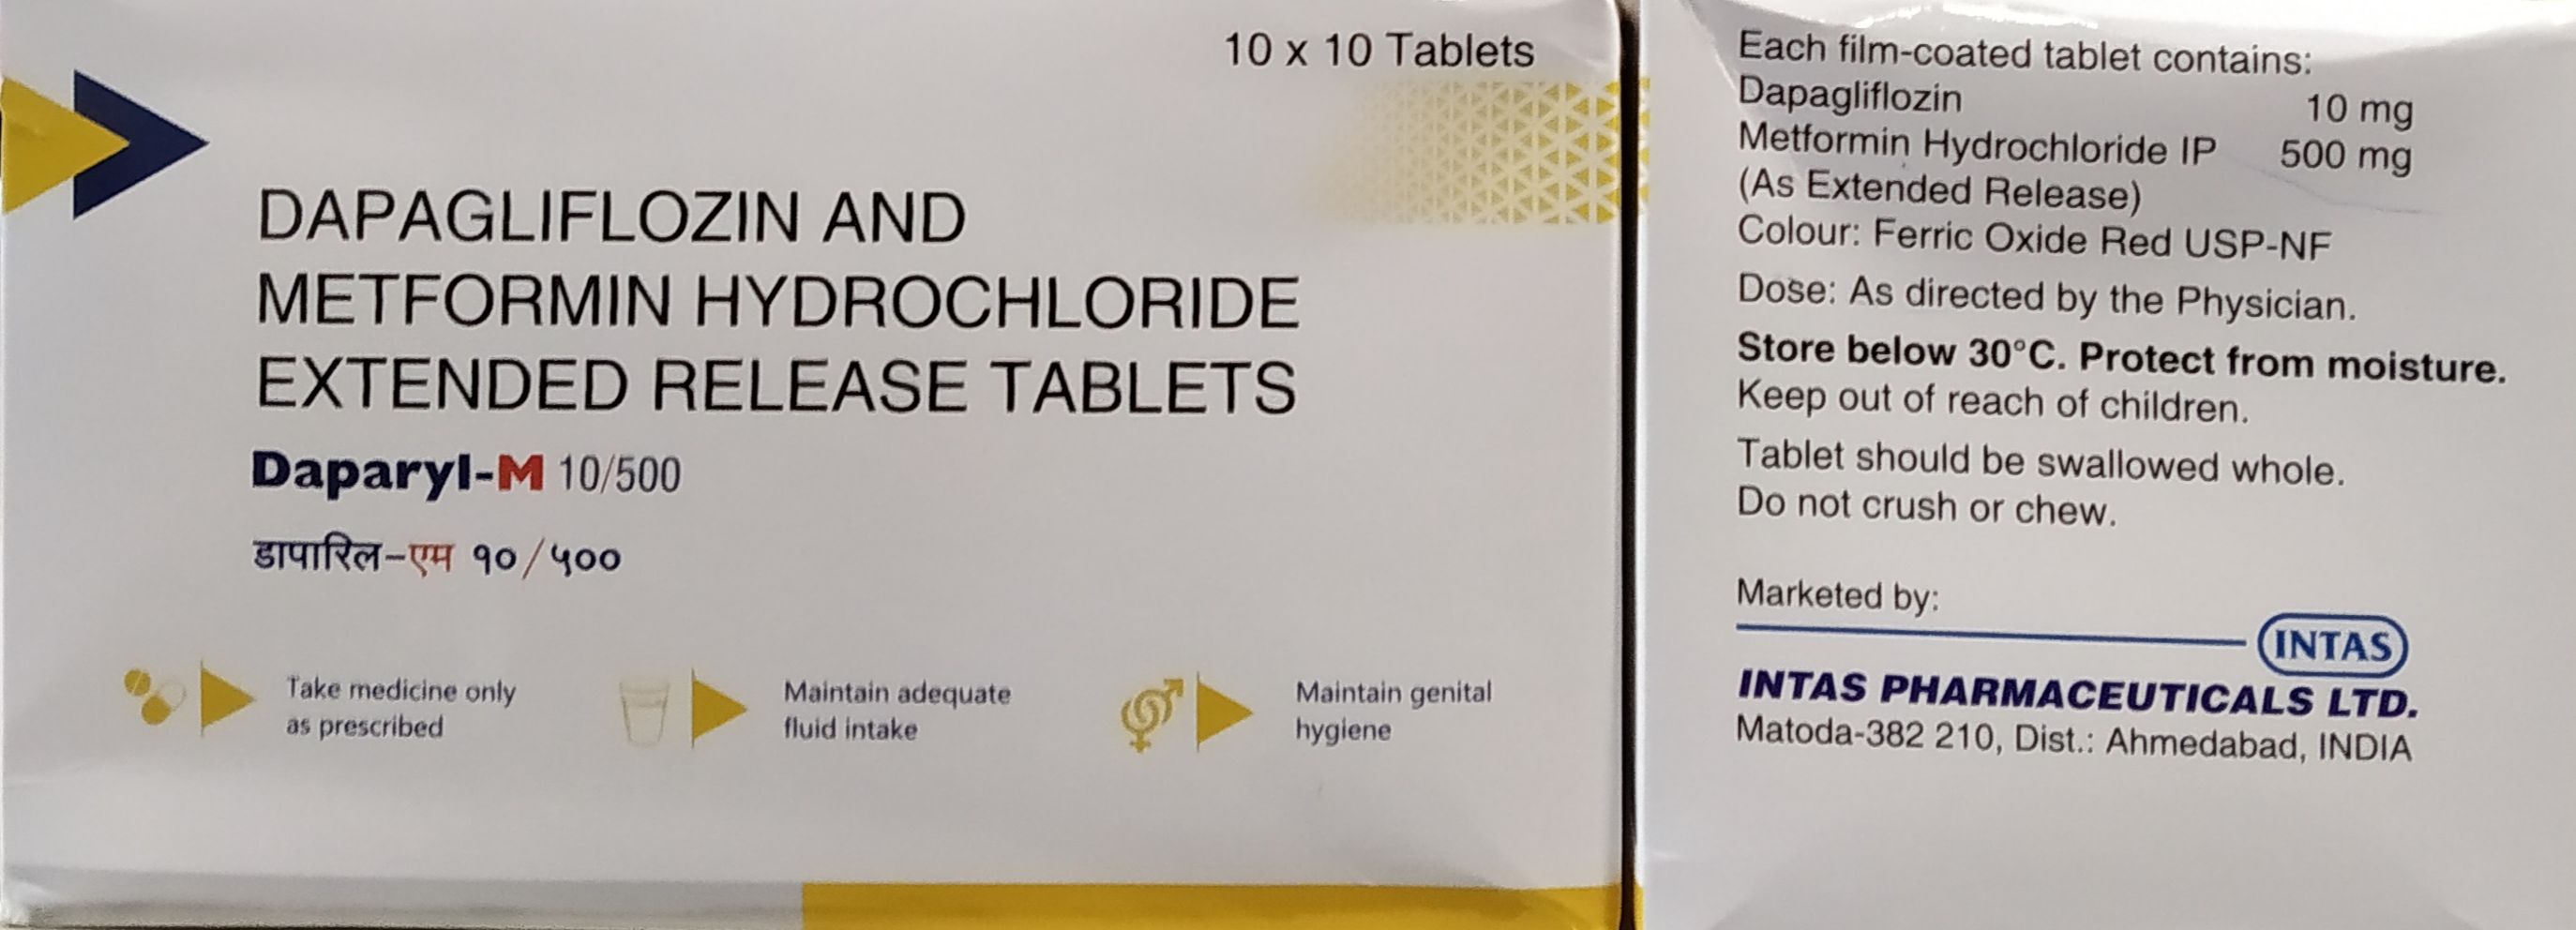 10 x 10 Tablets
DAPAGLIFLOZIN AND
METFORMIN HYDROCHLORIDE
EXTENDED RELEASE TABLETS
Daparyl-M 10/500
डापारिल-एम १०/५००
Take medicine only
as prescribed
Maintain adequate
fluid intake
Maintain genital
hygiene
Each film-coated tablet contains:
Dapagliflozin 10 mg
Metformin Hydrochloride IP 500 mg
(As Extended Release)
Colour: Ferric Oxide Red USP-NF
Dose: As directed by the Physician.
Store below 30°C. Protect from moisture.
Keep out of reach of children.
Tablet should be swallowed whole.
Do not crush or chew.
Marketed by:
INTAS
INTAS PHARMACEUTICALS LTD.
Matoda-382 210, Dist.: Ahmedabad, INDIA